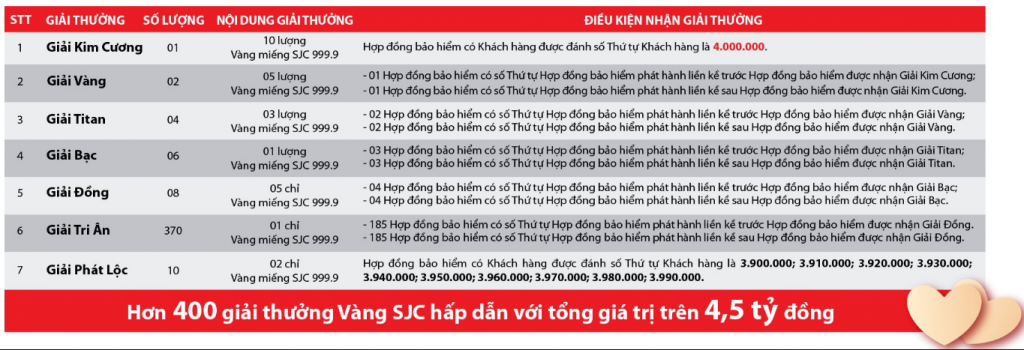 STT GIẢI THƯỞNG SỐ LƯỢNG NỘI DUNG GIẢI THƯỞNG ĐIỀU KIỆN NHẬN GIẢI THƯỞNG
1 Giải Kim Cương 01 10 lượng
Vàng miếng SJC 999.9 Hợp đồng bảo hiểm có Khách hàng được đánh số Thứ tự Khách hàng là 4.000.000.
2 Giải Vàng 02 05 lượng
Vàng miếng SJC 999.9 - 01 Hợp đồng bảo hiểm có số Thứ tự Hợp đồng bảo hiểm phát hành liền kề trước Hợp đồng bảo hiểm được nhận Giải Kim Cương;
- 01 Hợp đồng bảo hiểm có số Thứ tự Hợp đồng bảo hiểm phát hành liền kề sau Hợp đồng bảo hiểm được nhận Giải Kim Cương.
3 Giải Titan 04 03 lượng
Vàng miếng SJC 999.9 - 02 Hợp đồng bảo hiểm có số Thứ tự Hợp đồng bảo hiểm phát hành liền kề trước Hợp đồng bảo hiểm được nhận Giải Vàng;
- 02 Hợp đồng bảo hiểm có số Thứ tự Hợp đồng bảo hiểm phát hành liền kề sau Hợp đồng bảo hiểm được nhận Giải Vàng.
4 Giải Bạc 06 01 lượng
Vàng miếng SJC 999.9 - 03 Hợp đồng bảo hiểm có số Thứ tự Hợp đồng bảo hiểm phát hành liền kề trước Hợp đồng bảo hiểm được nhận Giải Titan;
- 03 Hợp đồng bảo hiểm có số Thứ tự Hợp đồng bảo hiểm phát hành liền kề sau Hợp đồng bảo hiểm được nhận Giải Titan.
5 Giải Đồng 08 05 chỉ
Vàng miếng SJC 999.9 - 04 Hợp đồng bảo hiểm có số Thứ tự Hợp đồng bảo hiểm phát hành liền kề trước Hợp đồng bảo hiểm được nhận Giải Bạc;
- 04 Hợp đồng bảo hiểm có số Thứ tự Hợp đồng bảo hiểm phát hành liền kề sau Hợp đồng bảo hiểm được nhận Giải Bạc.
6 Giải Tri Ân 370 01 chỉ
Vàng miếng SJC 999.9 - 185 Hợp đồng bảo hiểm có số Thứ tự Hợp đồng bảo hiểm phát hành liền kề trước Hợp đồng bảo hiểm được nhận Giải Đồng.
- 185 Hợp đồng bảo hiểm có số Thứ tự Hợp đồng bảo hiểm phát hành liền kề sau Hợp đồng bảo hiểm được nhận Giải Đồng.
7 Giải Phát Lộc 10 02 chỉ
Vàng miếng SJC 999.9 Hợp đồng bảo hiểm có Khách hàng được đánh số Thứ tự Khách hàng là 3.900.000; 3.910.000; 3.920.000; 3.930.000;
3.940.000; 3.950.000; 3.960.000; 3.970.000; 3.980.000; 3.990.000.
Hơn 400 giải thưởng Vàng SJC hấp dẫn với tổng giá trị trên 4,5 tỷ đồng